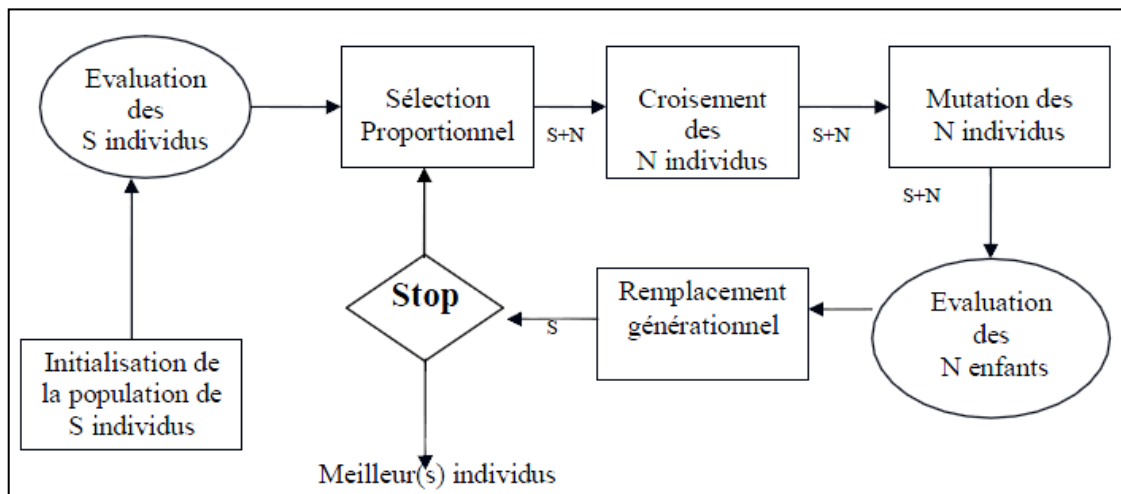 Evaluation
des
S individus
Sélection
Proportionnel
S+N
Croisement
des
N individus
S+N
Mutation des
N individus
S+N
Evaluation
des
N enfants
Remplacement
générationnel
S
Stop
Initialisation de
la population de
S individus
Meilleur(s) individus